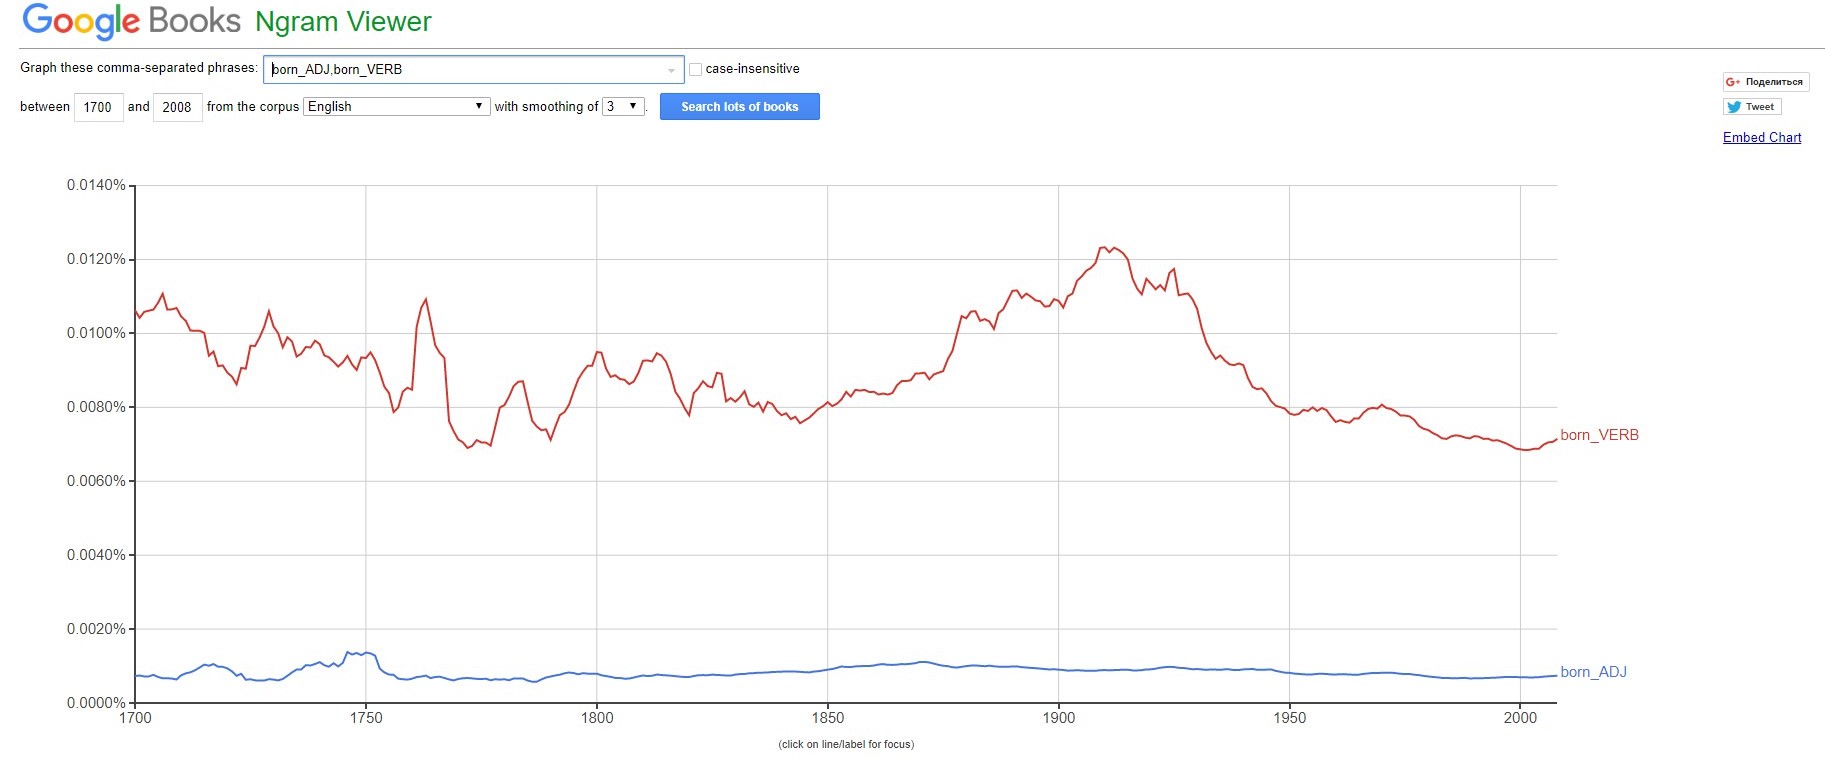 Google Books Ngram Viewer
Graph these comma-separated phrases: born_ADJ,born_VERB case-insensitive
between 1700 and 2008 from the corpus English with smoothing of 3 . Search lots of books
G+ Поделиться
Tweet
Embed Chart
0.0140%
0.0120%
0.0100%
0.0080%
born_VERB
0.0060%
0.0040%
0.0020%
born_ADJ
0.0000%
1700 1750 1800 1850 1900 1950 2000
(click on line/label for focus)